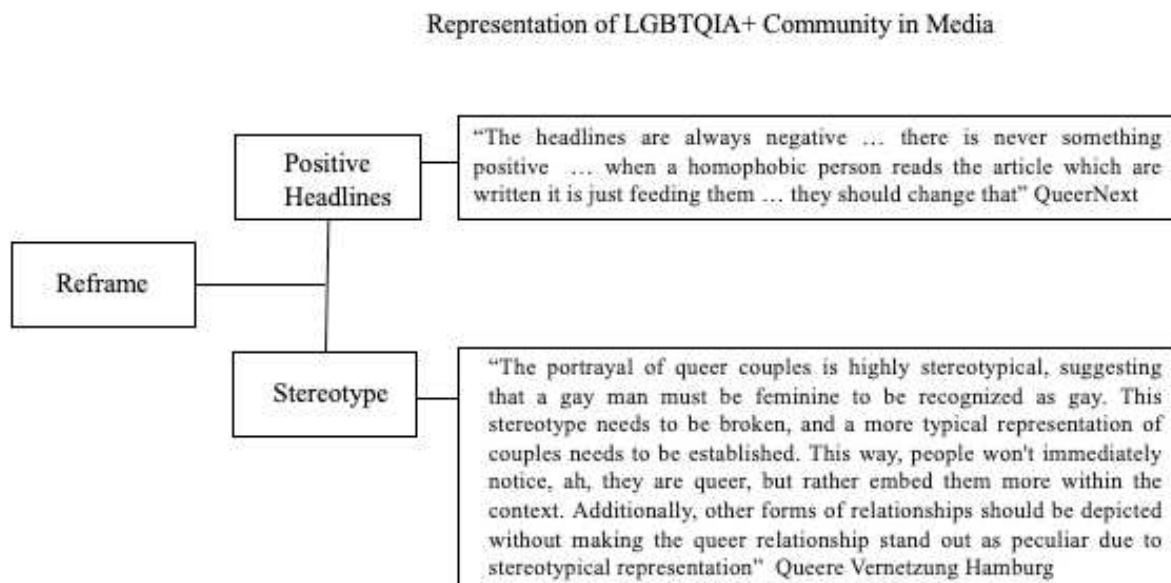 Representation of LGBTQIA+ Community in Media
Positive
Headlines
“The headlines are always negative … there is never something
positive … when a homophobic person reads the article which are
written it is just feeding them … they should change that” QueerNext
Reframe
Stereotype
“The portrayal of queer couples is highly stereotypical, suggesting
that a gay man must be feminine to be recognized as gay. This
stereotype needs to be broken, and a more typical representation of
couples needs to be established. This way, people won't immediately
notice, ah, they are queer, but rather embed them more within the
context. Additionally, other forms of relationships should be depicted
without making the queer relationship stand out as peculiar due to
stereotypical representation” Queere Vernetzung Hamburg